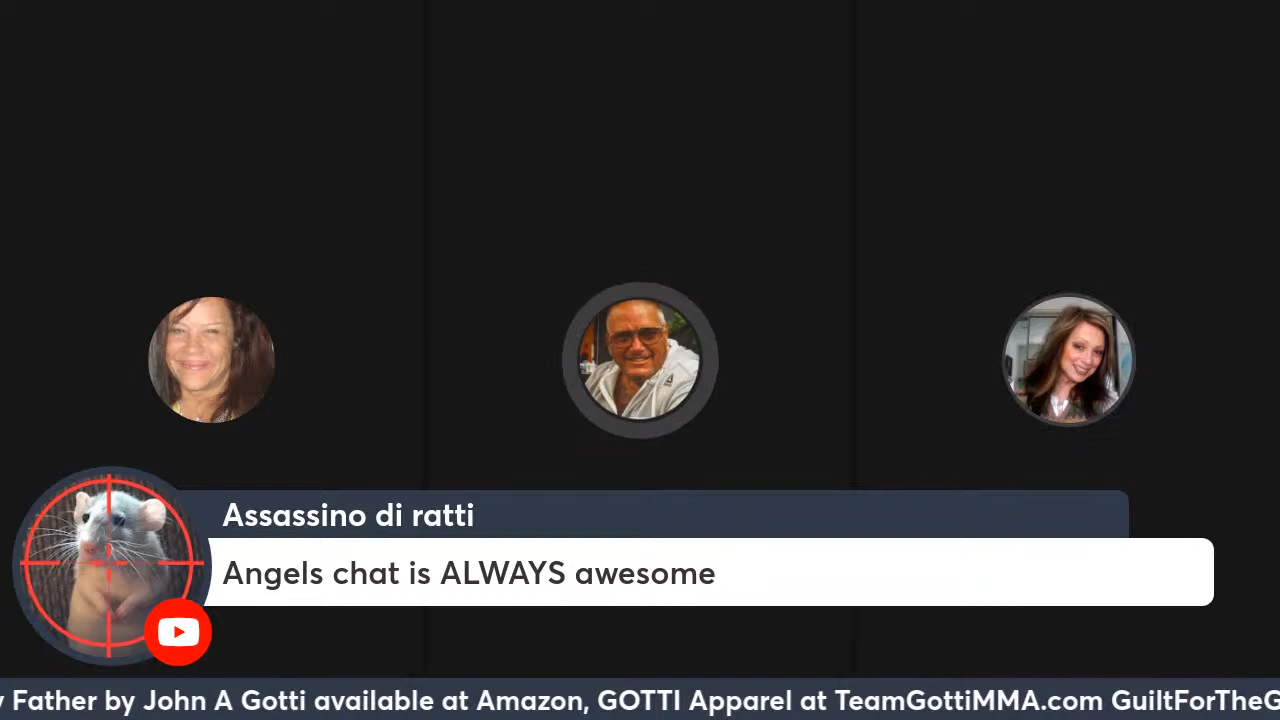 Assassino di ratti
Angels chat is ALWAYS awesome
Father by John A Gotti available at Amazon, GOTTI Apparel at TeamGottiMMA.com